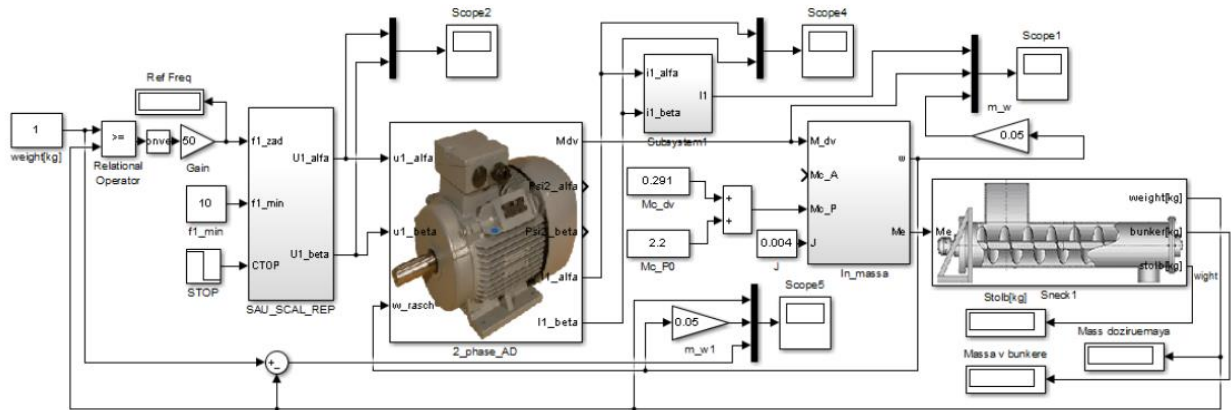 Scope2
Scope4
Scope1
Ref Freq
1
weight[kg]
>=
Relational
Operator
onve
50
Gain
f1_zad
f1_min
CTOP
U1_alfa
U1_beta
SAU_SCAL_REP
10
f1_min
STOP
u1_alfa
u1_beta
w_rasch
Mdv
Psi2_alfa
Psi2_beta
I1_alfa
I1_beta
2_phase_AD
i1_alfa
i1_beta
I1
Subsystem1
0.291
Mc_dv
2.2
Mc_P0
+
+
0.004
J
M_dv
Mc_A
Mc_P
J
w
Me
In_massa
m_w
0.05
Me
weight[kg]
bunker[kg]
stolb[kg]
wight
Sneck1
Stolb[kg]
Mass doziruemaya
Massa v bunkere
Scope5
0.05
m_w1
+
-